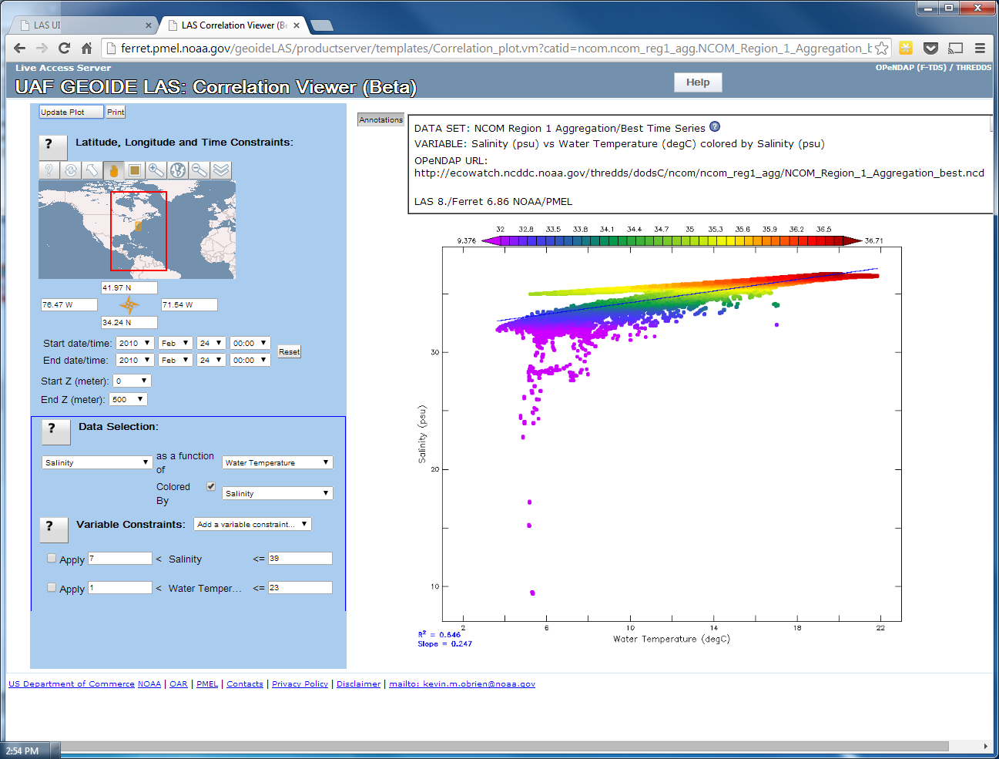 LAS UI
LAS Correlation Viewer (Be
ferret.pmel.noaa.gov/geoideLAS/productserver/templates/Correlation_plot.vm?catid=ncom.ncom_reg1_agg.NCOM_Region_1_Aggregation_b
Live Access Server
OPeNDAP (F-TDS) / THREDDS
UAF GEOIDE LAS: Correlation Viewer (Beta)
Help
Update Plot
Print
? Latitude, Longitude and Time Constraints:
41.97 N
76.47 W
71.54 W
34.24 N
Start date/time: 2010 Feb 24 00:00
End date/time: 2010 Feb 24 00:00
Reset
Start Z (meter): 0
End Z (meter): 500
? Data Selection:
Salinity
as a function
of
Water Temperature
Colored
By
Salinity
? Variable Constraints: Add a variable constraint...
Apply 7 < Salinity <= 39
Apply 1 < Water Temper... <= 23
Annotations
DATA SET: NCOM Region 1 Aggregation/Best Time Series ?
VARIABLE: Salinity (psu) vs Water Temperature (degC) colored by Salinity (psu)
OPeNDAP URL:
http://ecowatch.ncddc.noaa.gov/thredds/dodsC/ncom/ncom_reg1_agg/NCOM_Region_1_Aggregation_best.ncd
LAS 8./Ferret 6.86 NOAA/PMEL
32 32.8 33.5 33.8 34.1 34.4 34.7 35 35.3 35.6 35.9 36.2 36.5
9.376
36.71
30
20
10
Salinity (psu)
2 6 10 14 18 22
Water Temperature (degC)
R² = 0.646
Slope = 0.247
US Department of Commerce NOAA | OAR | PMEL | Contacts | Privacy Policy | Disclaimer | mailto: kevin.m.obrien@noaa.gov
2:54 PM